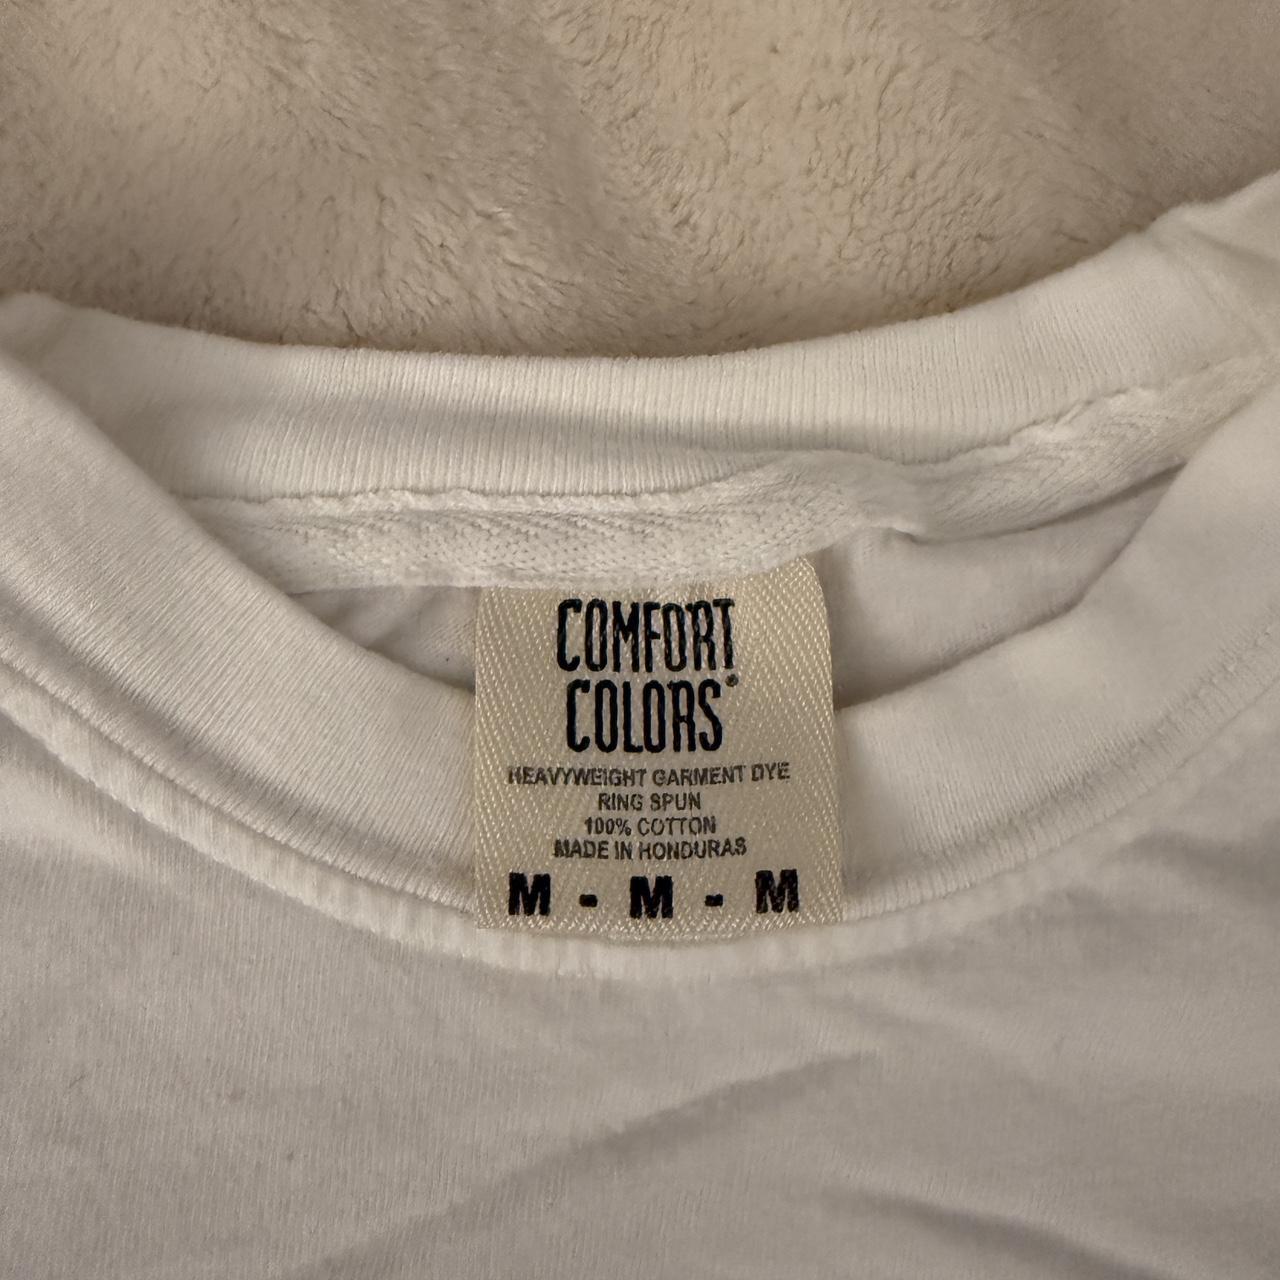 COMFORT
COLORS®
HEAVYWEIGHT GARMENT DYE
RING SPUN
100% COTTON
MADE IN HONDURAS
M - M - M